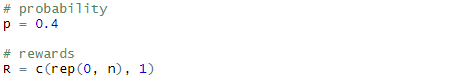 # probability
p = 0.4
# rewards
R = c(rep(0, n), 1)